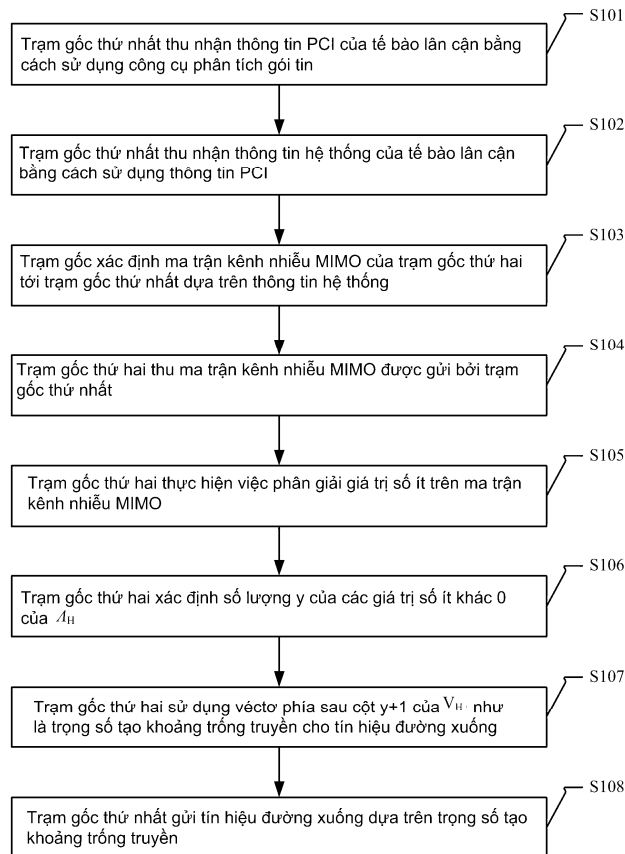 S101
Trạm gốc thứ nhất thu nhận thông tin PCI của tế bào lân cận bằng
cách sử dụng công cụ phân tích gói tin
S102
Trạm gốc thứ nhất thu nhận thông tin hệ thống của tế bào lân cận
bằng cách sử dụng thông tin PCI
S103
Trạm gốc xác định ma trận kênh nhiễu MIMO của trạm gốc thứ hai
tới trạm gốc thứ nhất dựa trên thông tin hệ thống
S104
Trạm gốc thứ hai thu ma trận kênh nhiễu MIMO được gửi bởi trạm
gốc thứ nhất
S105
Trạm gốc thứ hai thực hiện việc phân giải giá trị số ít trên ma trận
kênh nhiễu MIMO
S106
Trạm gốc thứ hai xác định số lượng y của các giá trị số ít khác 0
của Λ_H
S107
Trạm gốc thứ hai sử dụng véctơ phía sau cột y+1 của V_H như
là trọng số tạo khoảng trống truyền cho tín hiệu đường xuống
S108
Trạm gốc thứ nhất gửi tín hiệu đường xuống dựa trên trọng số tạo
khoảng trống truyền